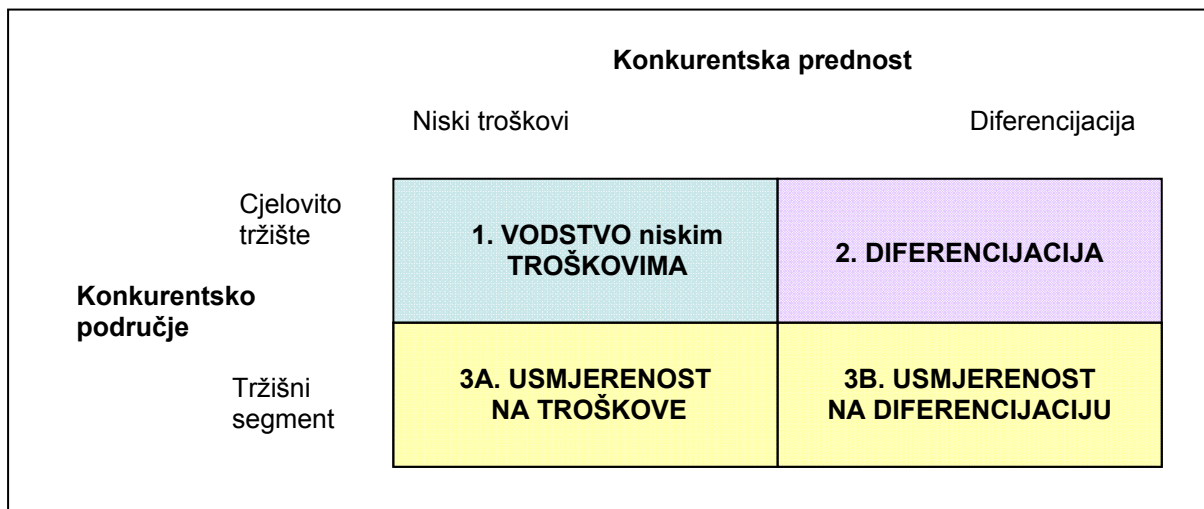 Konkurentska prednost
Niski troškovi
Diferencijacija
Cjelovito
tržište
1. VODSTVO niskim
TROŠKOVIMA
2. DIFERENCIJACIJA
Konkurentsko
područje
Tržišni
segment
3A. USMJERENOST
NA TROŠKOVE
3B. USMJERENOST
NA DIFERENCIJACIJU